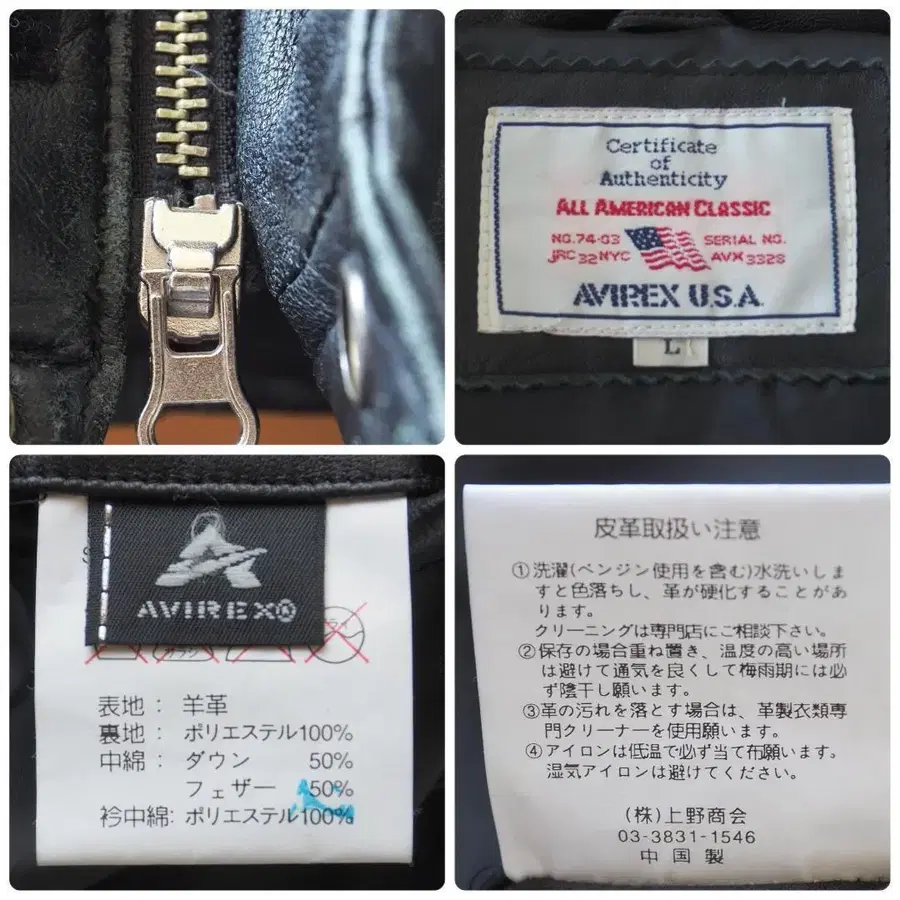 Certificate
of
Authenticity
ALL AMERICAN CLASSIC
NO. 74-03 SERIAL NO.
JRC 32 NYC AVX 3328
AVIREX U.S.A.
L
AVIREX®
表地: 羊革
裏地: ポリエステル100%
中綿: ダウン 50%
フェザー 50%
衿中綿: ポリエステル100%
皮革取扱い注意
①洗濯(ベンジン使用を含む)水洗いしま
すと色落ちし、革が硬化することがあ
ります。
クリーニングは専門店にご相談下さい。
②保存の場合重ね置き、温度の高い場所
は避けて通気を良くして梅雨期には必
ず陰干し願います。
③革の汚れを落とす場合は、革製衣類専
門クリーナーを使用願います。
④アイロンは低温で必ず当て布願います。
湿気アイロンは避けてください。
(株)上野商会
03-3831-1546
中国製